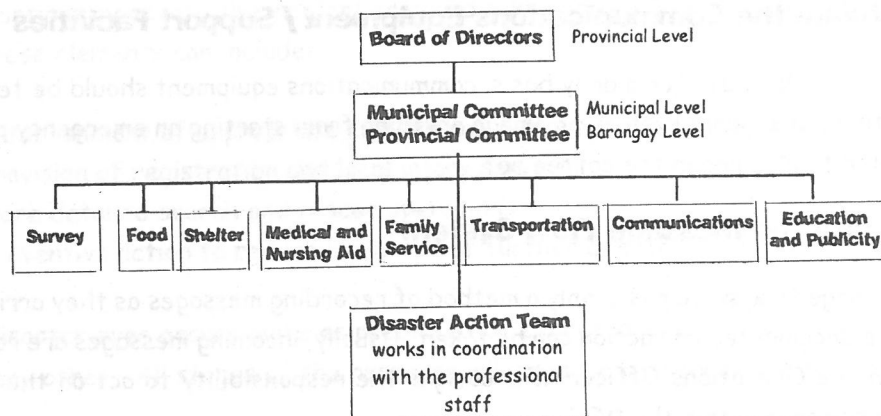 Board of Directors Provincial Level
Municipal Committee Municipal Level
Provincial Committee Barangay Level
Survey
Food
Shelter
Medical and
Nursing Aid
Family
Service
Transportation
Communications
Education
and Publicity
Disaster Action Team
works in coordination
with the professional
staff